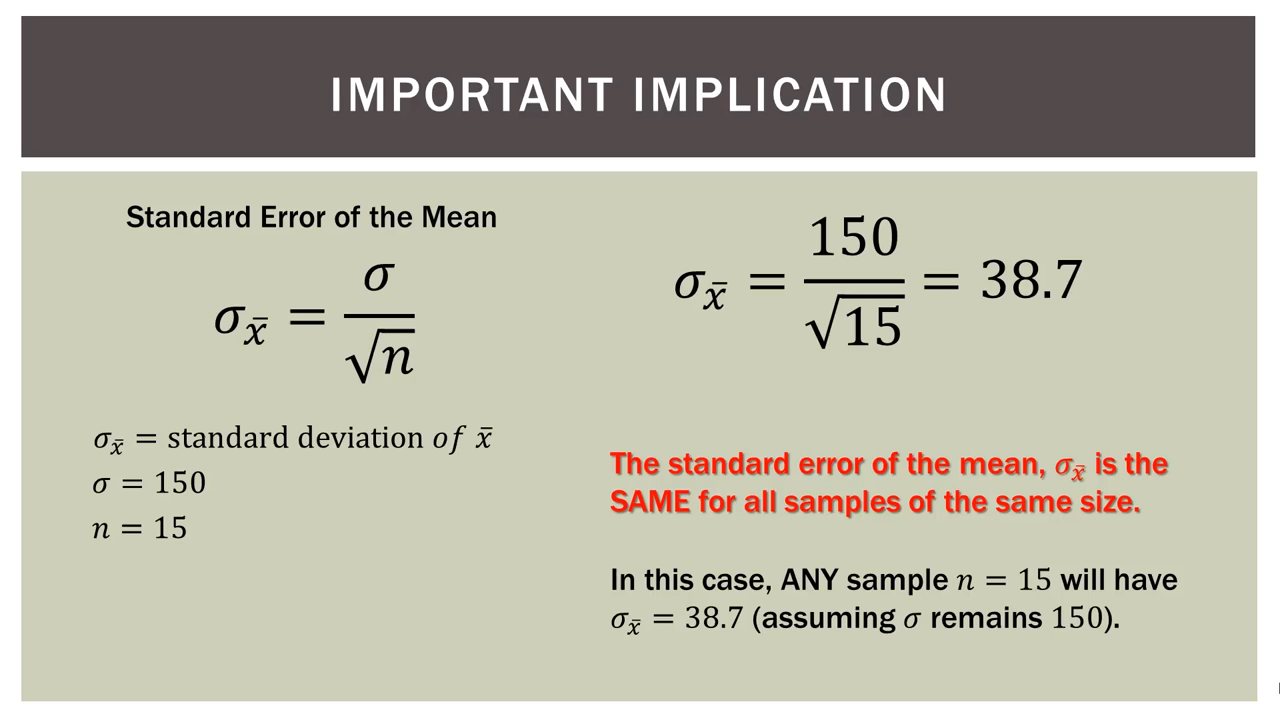 IMPORTANT IMPLICATION
Standard Error of the Mean
σ_x̄ = σ/√n
σ_x̄ = standard deviation of x̄
σ = 150
n = 15
σ_x̄ = 150/√15 = 38.7
The standard error of the mean, σ_x̄ is the
SAME for all samples of the same size.
In this case, ANY sample n = 15 will have
σ_x̄ = 38.7 (assuming σ remains 150).